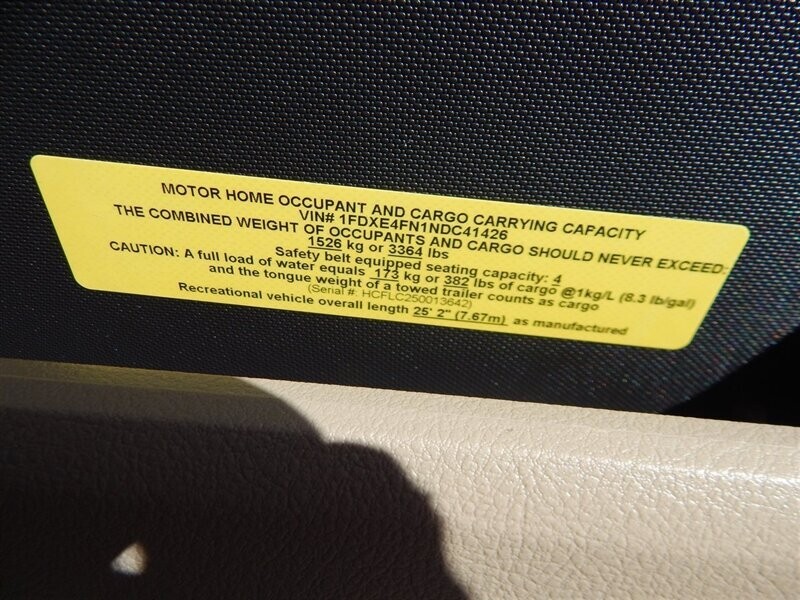 MOTOR HOME OCCUPANT AND CARGO CARRYING CAPACITY
VIN# 1FDXE4FN1NDC41426
THE COMBINED WEIGHT OF OCCUPANTS AND CARGO SHOULD NEVER EXCEED:
1526 kg or 3364 lbs
Safety belt equipped seating capacity: 4
CAUTION: A full load of water equals 173 kg or 382 lbs of cargo @1kg/L (8.3 lb/gal)
and the tongue weight of a towed trailer counts as cargo
(Serial #: HCFLC250013642)
Recreational vehicle overall length 25' 2" (7.67m) as manufactured